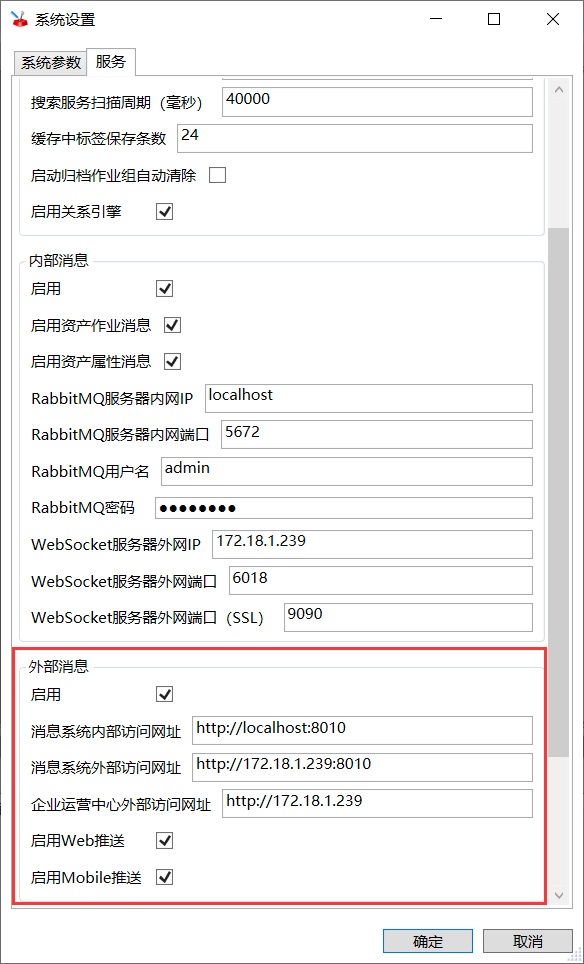 系统设置
系统参数 服务
搜索服务扫描周期（毫秒） 40000
缓存中标签保存条数 24
启动归档作业组自动清除
启用关系引擎
内部消息
启用
启用资产作业消息
启用资产属性消息
RabbitMQ服务器内网IP localhost
RabbitMQ服务器内网端口 5672
RabbitMQ用户名 admin
RabbitMQ密码 ●●●●●●●●
WebSocket服务器外网IP 172.18.1.239
WebSocket服务器外网端口 6018
WebSocket服务器外网端口（SSL） 9090
外部消息
启用
消息系统内部访问网址 http://localhost:8010
消息系统外部访问网址 http://172.18.1.239:8010
企业运营中心外部访问网址 http://172.18.1.239
启用Web推送
启用Mobile推送
确定 取消